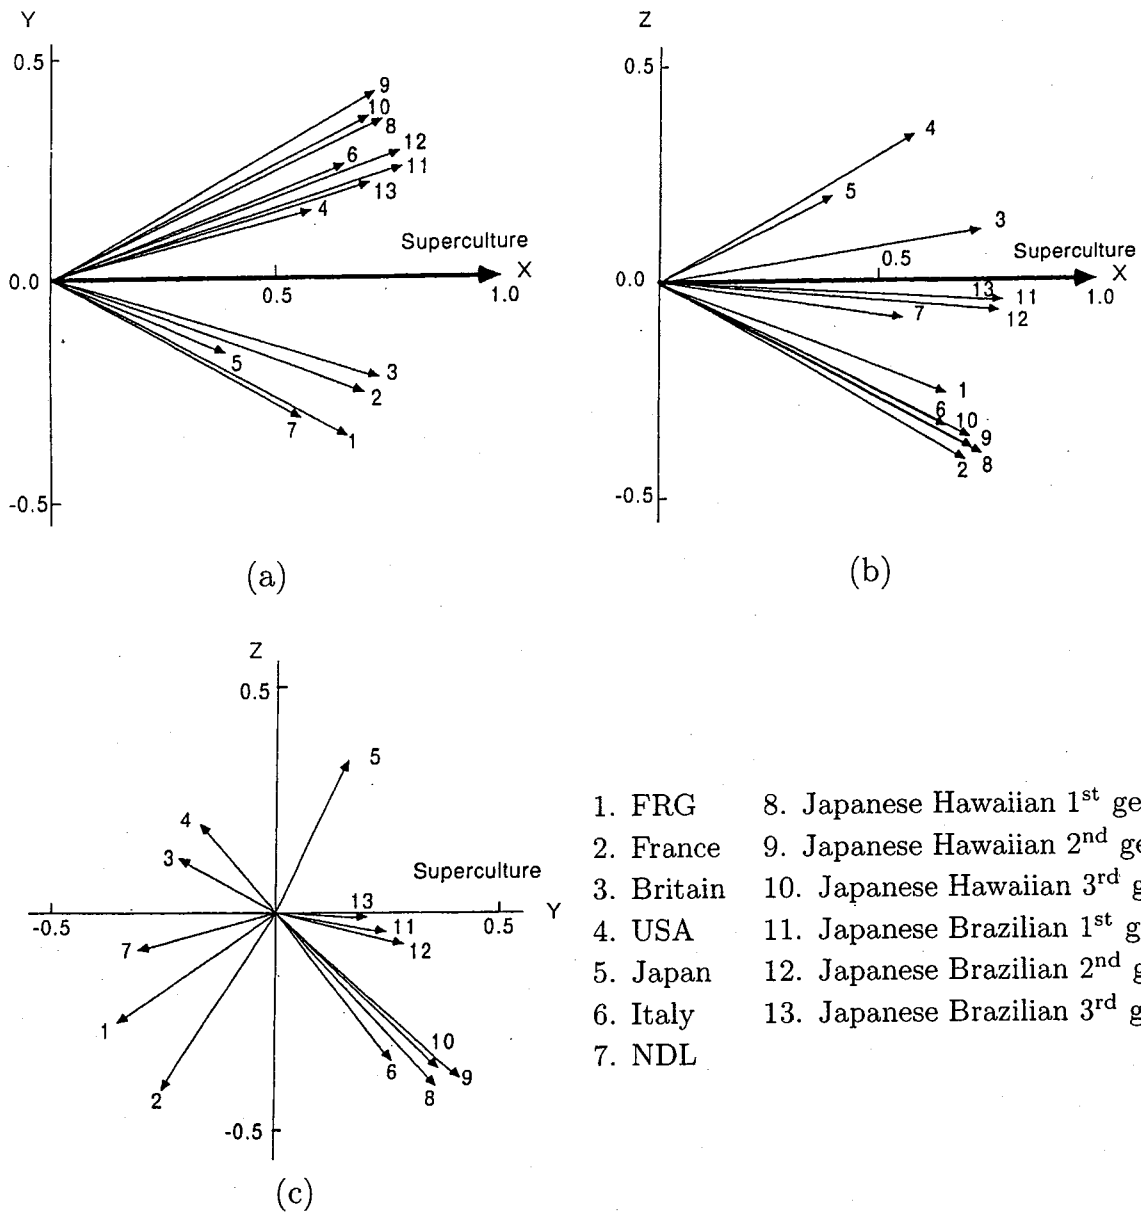 Y
0.5
9
10
8
12
6
11
13
4
Superculture
0.0
X
0.5
1.0
5
3
2
7
1
-0.5
(a)
Z
0.5
4
5
3
Superculture
0.5
0.0
X
13
11
1.0
7
12
1
6
10
9
2
8
-0.5
(b)
Z
0.5
5
4
3
Superculture
13
-0.5
Y
11
0.5
7
12
1
10
6
9
2
8
-0.5
(c)
1. FRG 8. Japanese Hawaiian 1st ge
2. France 9. Japanese Hawaiian 2nd ge
3. Britain 10. Japanese Hawaiian 3rd g
4. USA 11. Japanese Brazilian 1st g
5. Japan 12. Japanese Brazilian 2nd g
6. Italy 13. Japanese Brazilian 3rd g
7. NDL